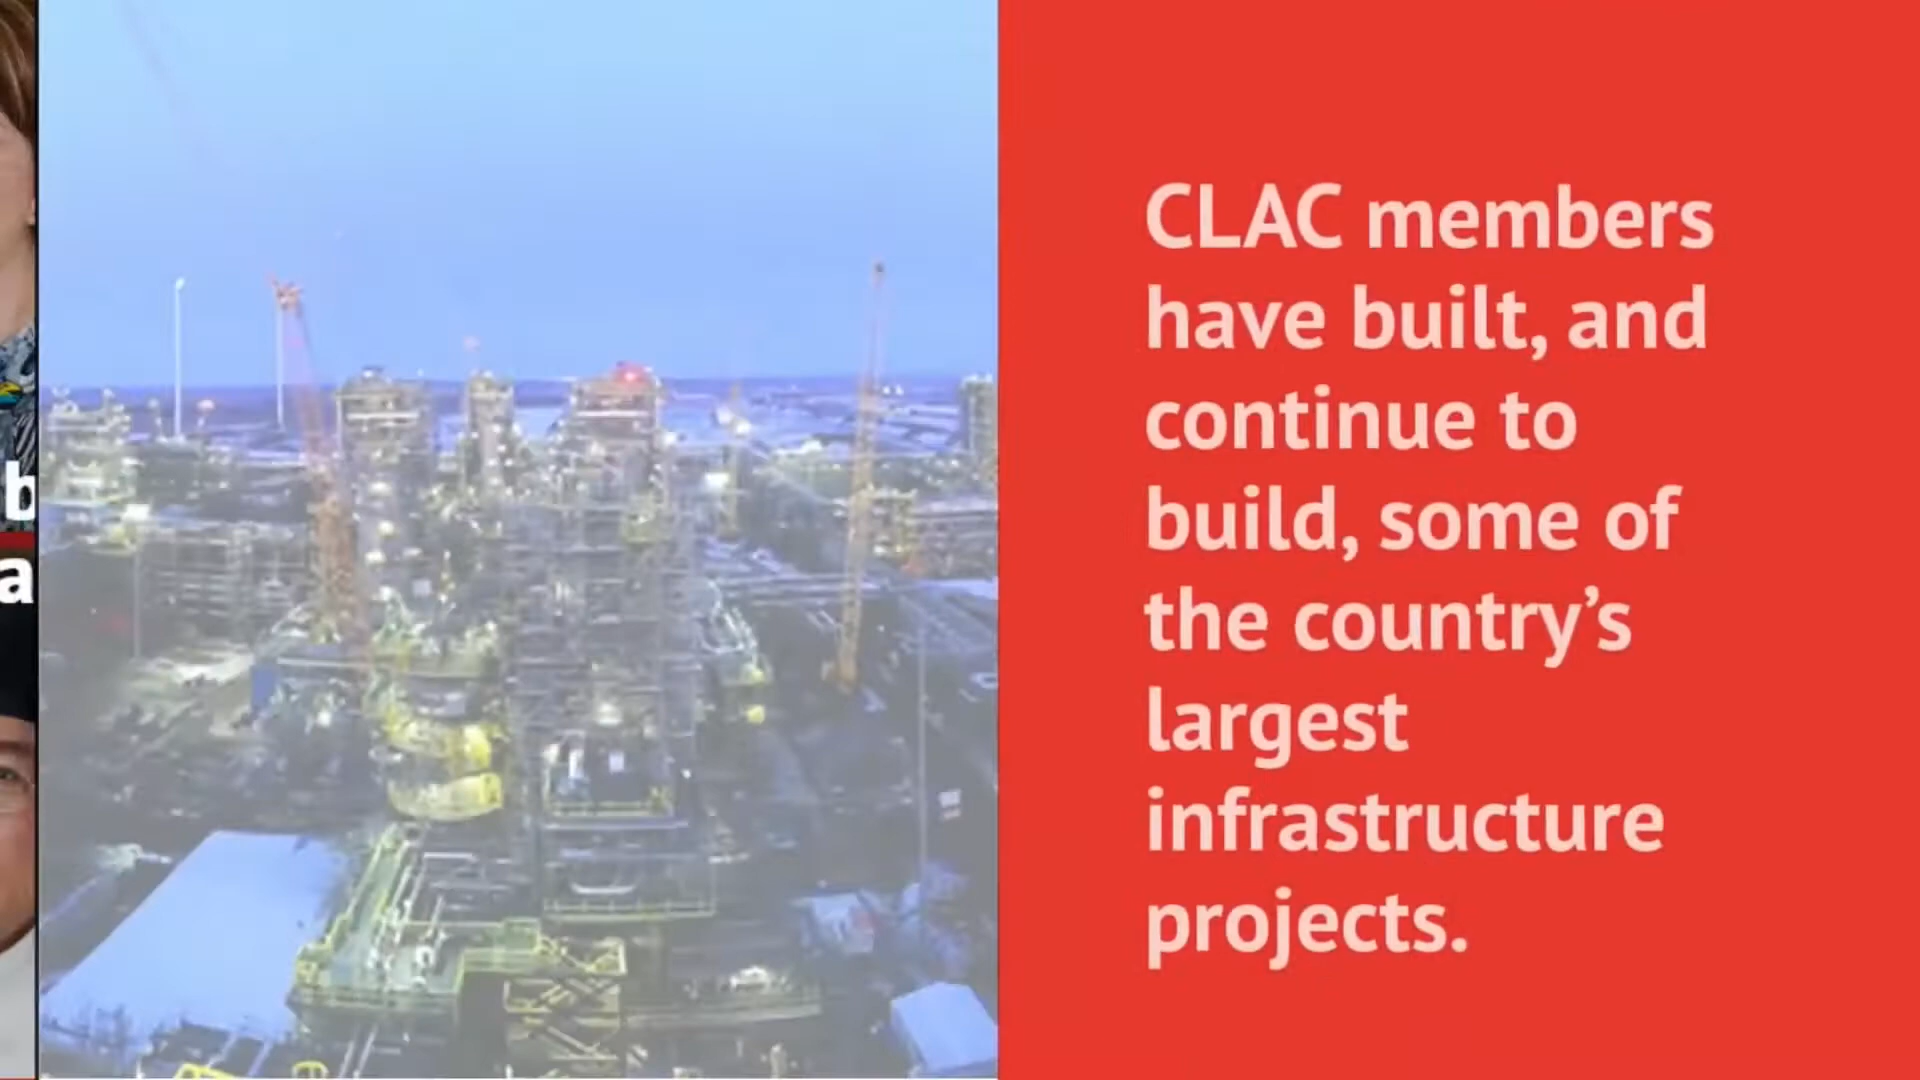 CLAC members
have built, and
continue to
build, some of
the country's
largest
infrastructure
projects.
b
a